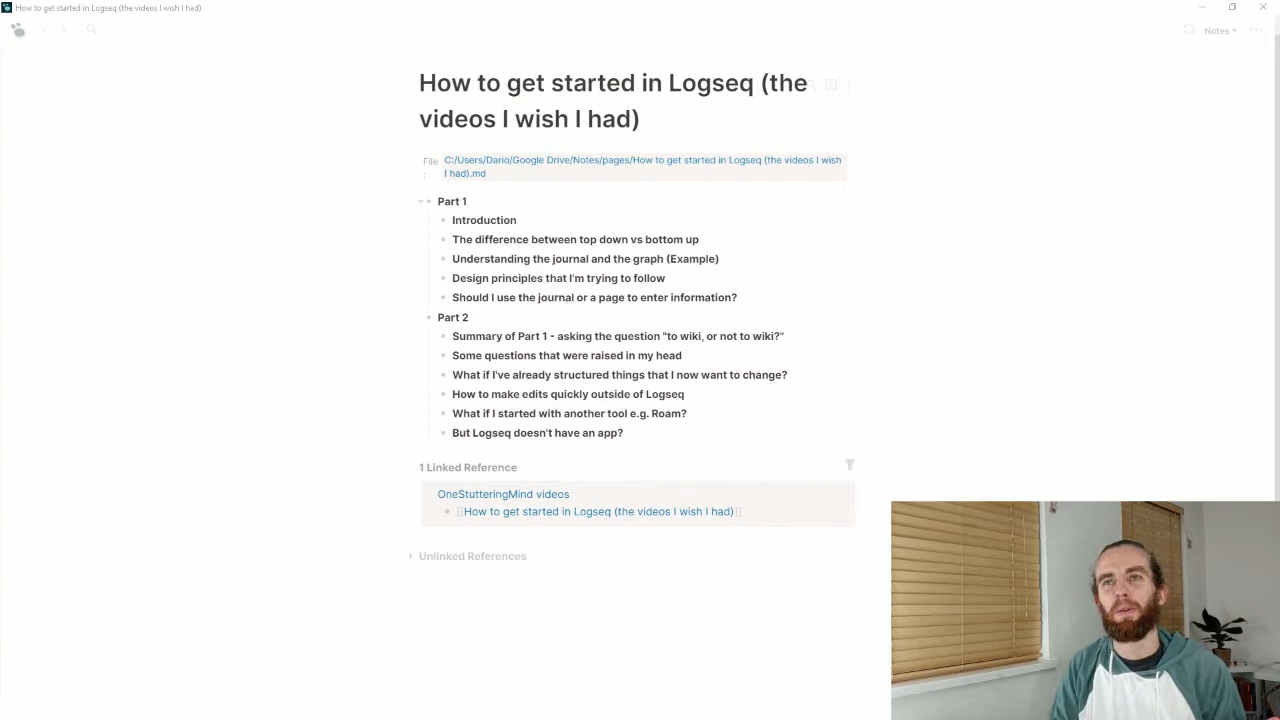 How to get started in Logseq (the videos I wish I had)
Notes
How to get started in Logseq (the
videos I wish I had)
File
:
C:/Users/Dario/Google Drive/Notes/pages/How to get started in Logseq (the videos I wish
I had).md
Part 1
Introduction
The difference between top down vs bottom up
Understanding the journal and the graph (Example)
Design principles that I'm trying to follow
Should I use the journal or a page to enter information?
Part 2
Summary of Part 1 - asking the question "to wiki, or not to wiki?"
Some questions that were raised in my head
What if I've already structured things that I now want to change?
How to make edits quickly outside of Logseq
What if I started with another tool e.g. Roam?
But Logseq doesn't have an app?
1 Linked Reference
OneStutteringMind videos
[[How to get started in Logseq (the videos I wish I had)]]
Unlinked References